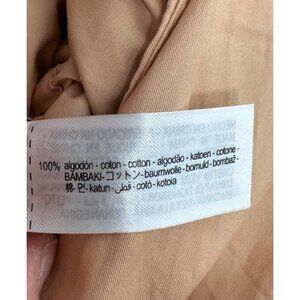 100% algodón - coton - cotton - algodão - katoen - cotone -
BAMBAKI - コットン - baumwolle - bomuld - bombaž -
棉 - 면 - katun - قطن - cotó - kotoia